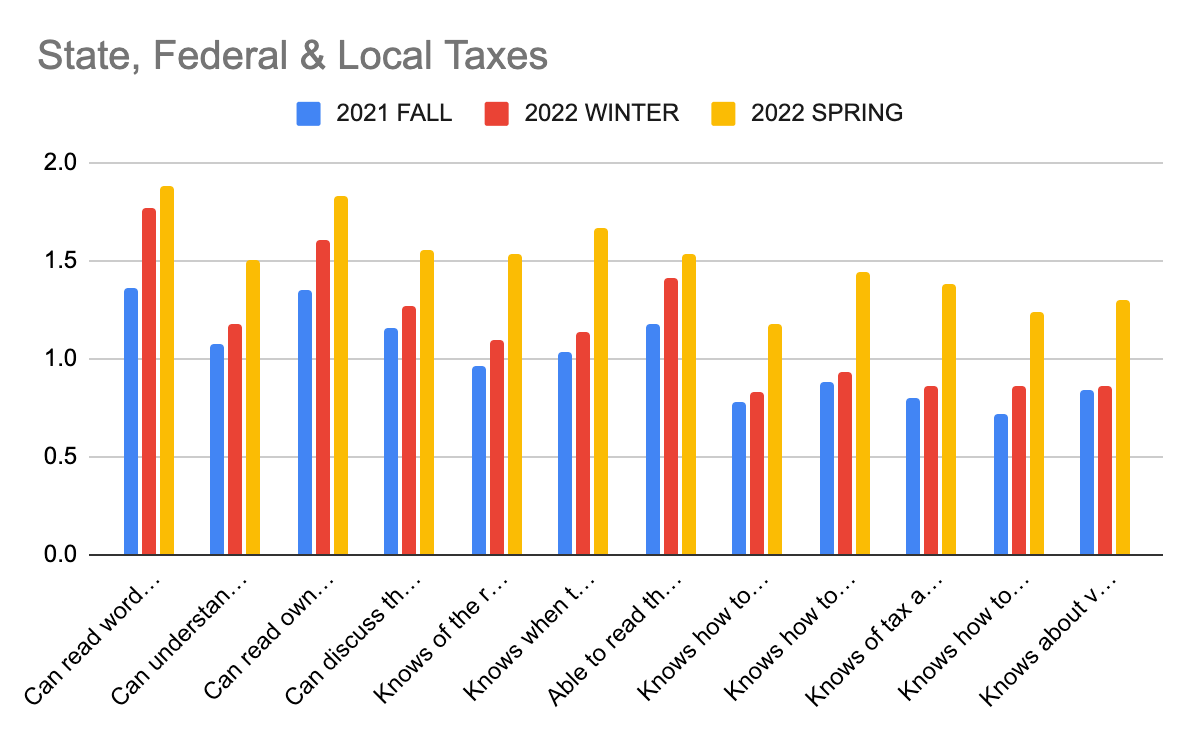 State, Federal & Local Taxes
2021 FALL 2022 WINTER 2022 SPRING
2.0
1.5
1.0
0.5
0.0
Can read word…
Can understan…
Can read own…
Can discuss th…
Knows of the r…
Knows when t…
Able to read th…
Knows how to…
Knows how to…
Knows of tax a…
Knows how to…
Knows about v…